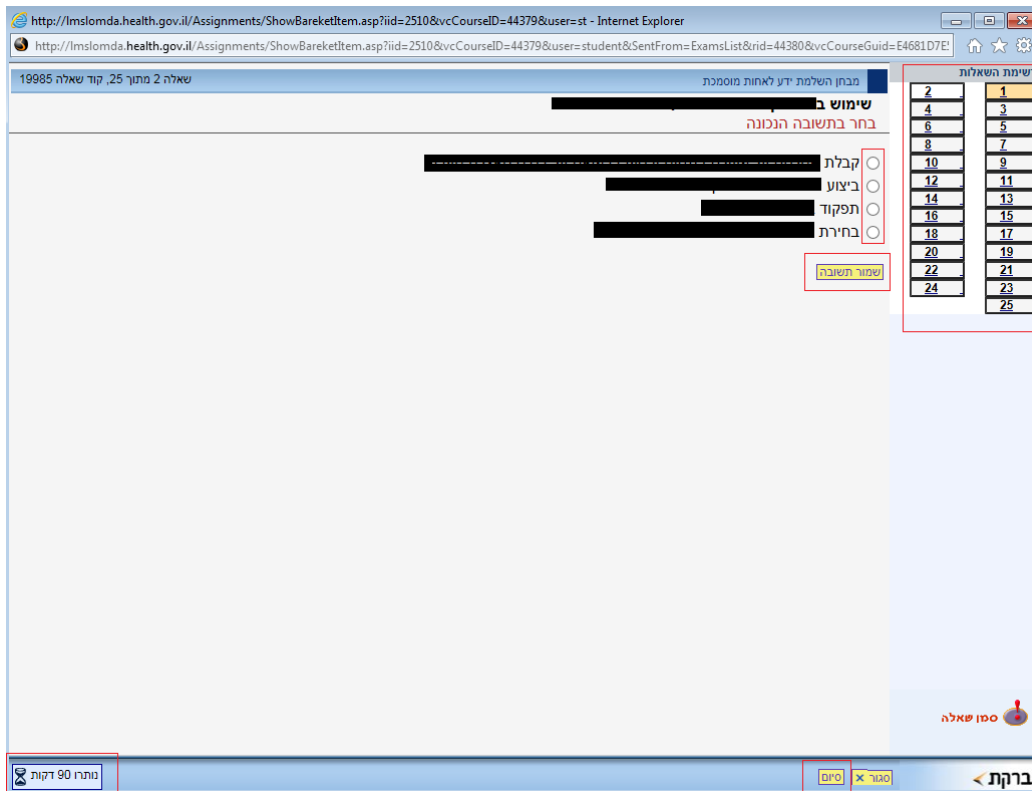 http://lmslomda.health.gov.il/Assignments/ShowBareketItem.asp?iid=2510&vcCourseID=44379&user=st - Internet Explorer
http://lmslomda.health.gov.il/Assignments/ShowBareketItem.asp?iid=2510&vcCourseID=44379&user=student&SentFrom=ExamsList&rid=44380&vcCourseGuid=E4681D7E
רשימת השאלות
מבחן השלמת ידע לאחות מוסמכת
שאלה 2 מתוך 25, קוד שאלה 19985
1 2
3 4
5 6
7 8
9 10
11 12
13 14
15 16
17 18
19 20
21 22
23 24
25
שימוש ב
בחר בתשובה הנכונה
קבלת
ביצוע
תפקוד
בחירת
שמור תשובה
סמן שאלה
ברקת
סגור ×
סיום
נותרו 90 דקות